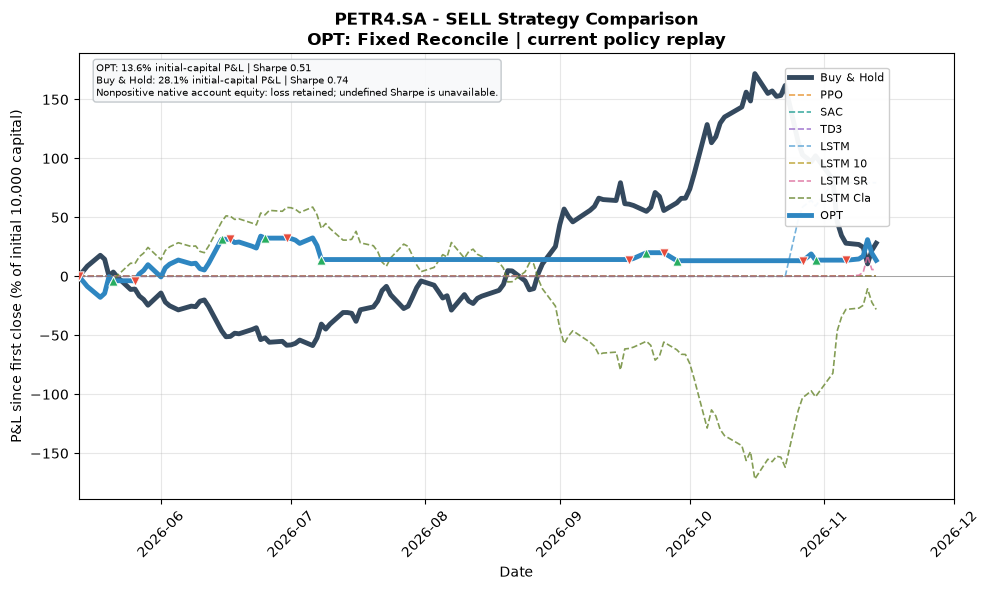 PETR4.SA - SELL Strategy Comparison
OPT: Fixed Reconcile | current policy replay
OPT: 13.6% initial-capital P&L | Sharpe 0.51
Buy & Hold: 28.1% initial-capital P&L | Sharpe 0.74
Nonpositive native account equity: loss retained; undefined Sharpe is unavailable.
Buy & Hold
PPO
SAC
TD3
LSTM
LSTM 10
LSTM SR
LSTM Cla
OPT
P&L since first close (% of initial 10,000 capital)
150
100
50
0
−50
−100
−150
2026-06
2026-07
2026-08
2026-09
2026-10
2026-11
2026-12
Date